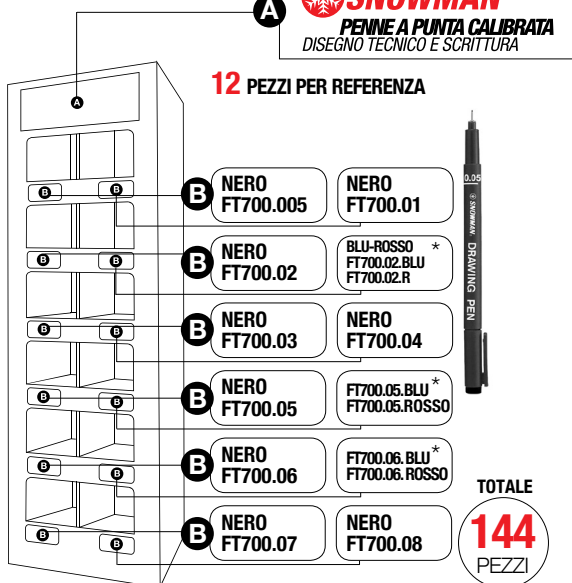 A
SNOWMAN
PENNE A PUNTA CALIBRATA
DISEGNO TECNICO E SCRITTURA
12 PEZZI PER REFERENZA
A
B B
B NERO
FT700.005
NERO
FT700.01
B B
B NERO
FT700.02
BLU-ROSSO *
FT700.02.BLU
FT700.02.R
B B
B NERO
FT700.03
NERO
FT700.04
B B
B NERO
FT700.05
FT700.05.BLU *
FT700.05.ROSSO
B B
B NERO
FT700.06
FT700.06.BLU *
FT700.06.ROSSO
B B
B NERO
FT700.07
NERO
FT700.08
0.05
SNOWMAN DRAWING PEN
TOTALE
144
PEZZI